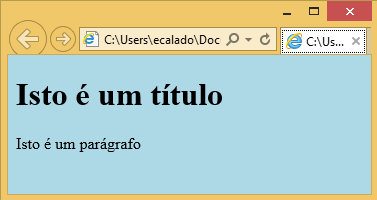 C:\Users\ecalado\Doc
C:\Us...
Isto é um título
Isto é um parágrafo